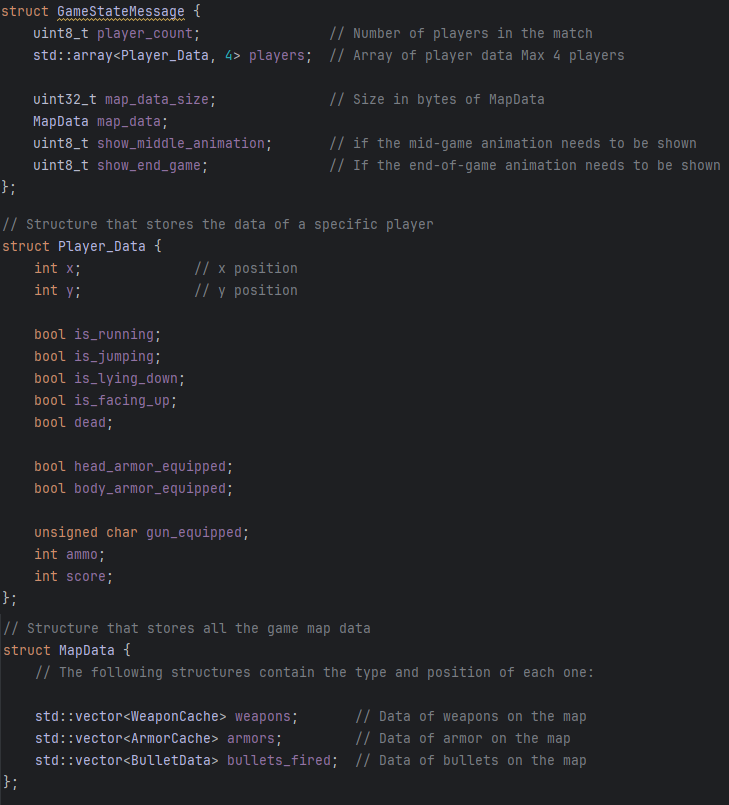 struct GameStateMessage {
    uint8_t player_count;                // Number of players in the match
    std::array<Player_Data, 4> players;  // Array of player data Max 4 players

    uint32_t map_data_size;              // Size in bytes of MapData
    MapData map_data;
    uint8_t show_middle_animation;       // if the mid-game animation needs to be shown
    uint8_t show_end_game;               // If the end-of-game animation needs to be shown
};

// Structure that stores the data of a specific player
struct Player_Data {
    int x;              // x position
    int y;              // y position

    bool is_running;
    bool is_jumping;
    bool is_lying_down;
    bool is_facing_up;
    bool dead;

    bool head_armor_equipped;
    bool body_armor_equipped;

    unsigned char gun_equipped;
    int ammo;
    int score;
};
// Structure that stores all the game map data
struct MapData {
    // The following structures contain the type and position of each one:

    std::vector<WeaponCache> weapons;       // Data of weapons on the map
    std::vector<ArmorCache> armors;         // Data of armor on the map
    std::vector<BulletData> bullets_fired;  // Data of bullets on the map
};